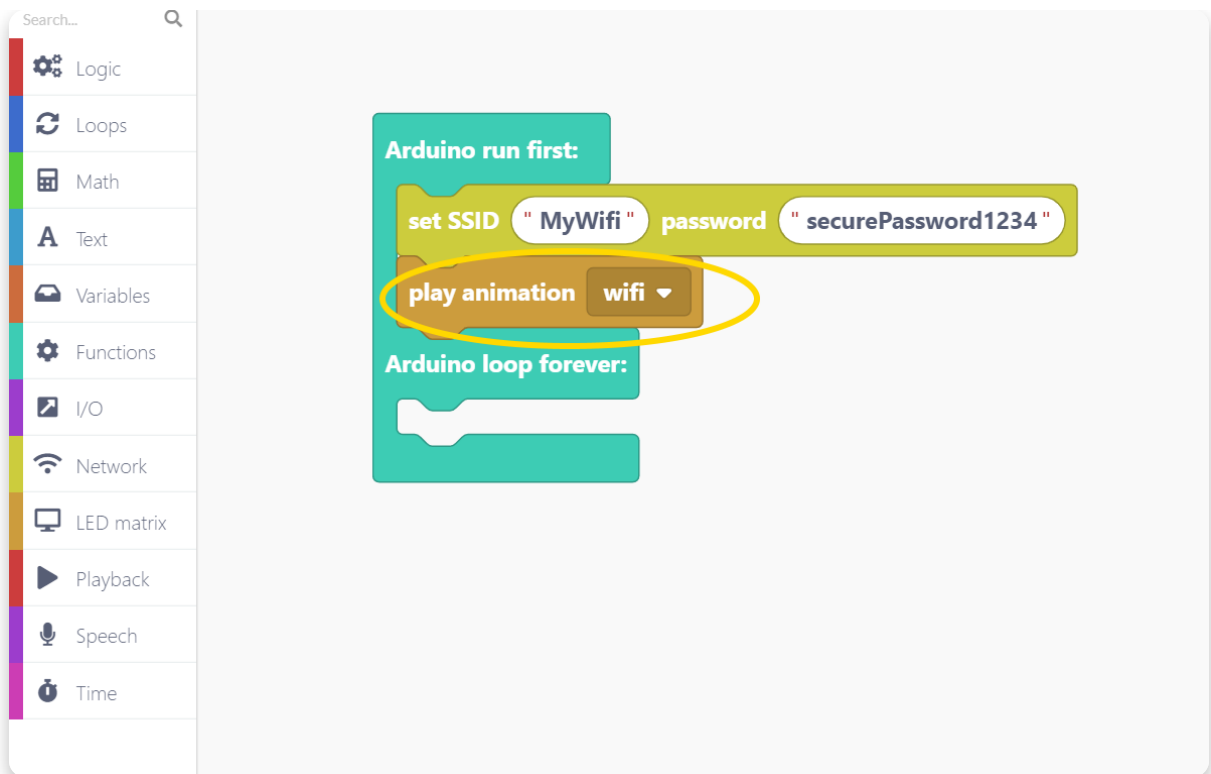 Search...
Logic
Loops
Math
Text
Variables
Functions
I/O
Network
LED matrix
Playback
Speech
Time
Arduino run first:
set SSID " MyWifi " password " securePassword1234 "
play animation wifi
Arduino loop forever: